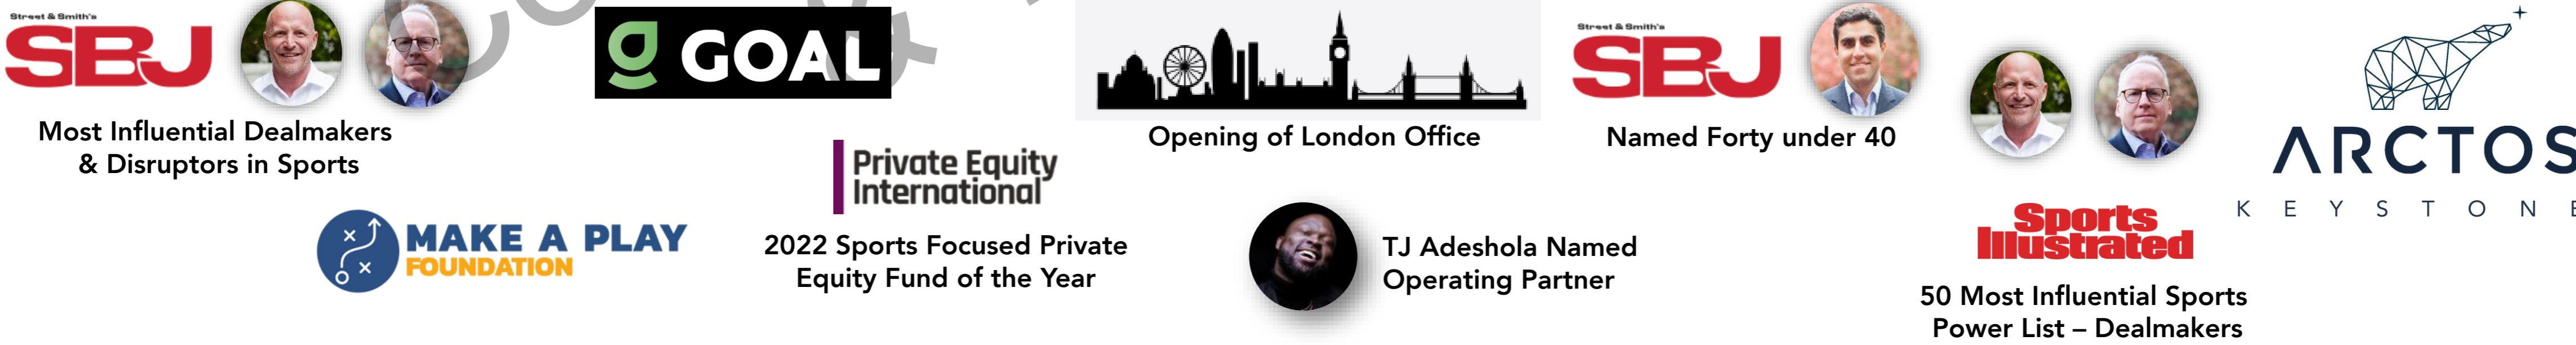 Street & Smith's
SBJ
Most Influential Dealmakers
& Disruptors in Sports
MAKE A PLAY
FOUNDATION
g GOAL
Private Equity
International
2022 Sports Focused Private
Equity Fund of the Year
Opening of London Office
TJ Adeshola Named
Operating Partner
Street & Smith's
SBJ
Named Forty under 40
Sports
Illustrated
50 Most Influential Sports
Power List – Dealmakers
ARCTOS
KEYSTONE